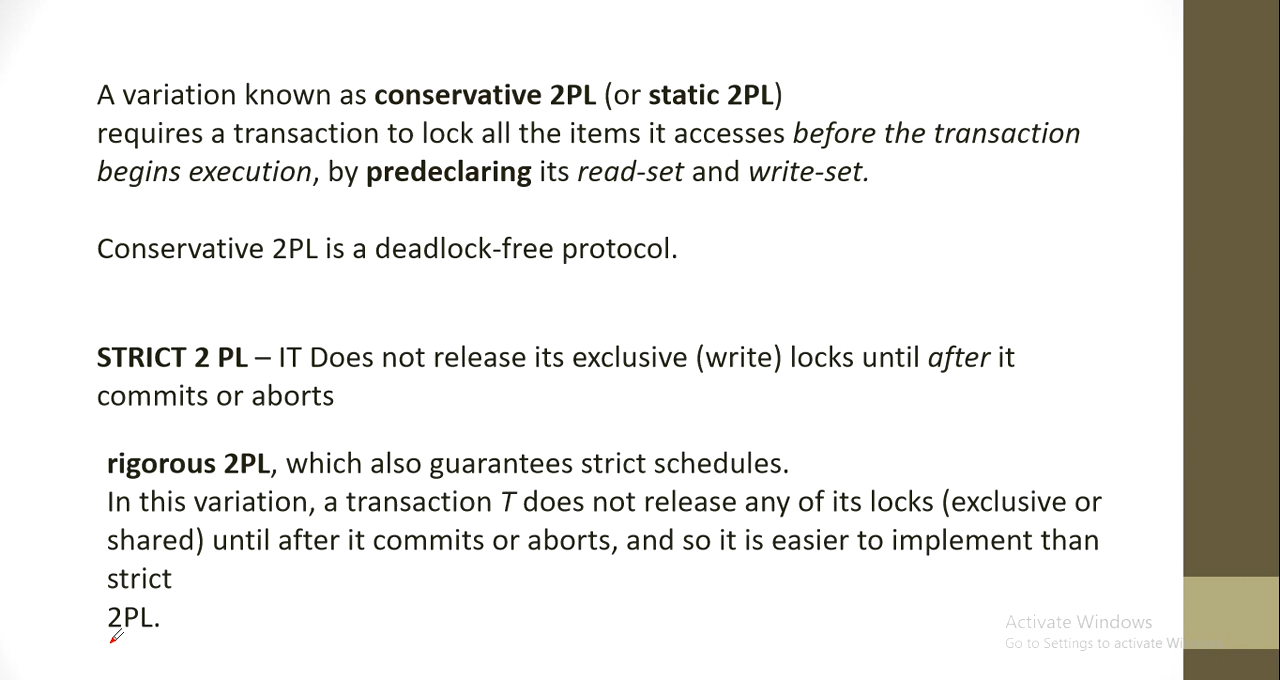 A variation known as conservative 2PL (or static 2PL)
requires a transaction to lock all the items it accesses before the transaction
begins execution, by predeclaring its read-set and write-set.
Conservative 2PL is a deadlock-free protocol.
STRICT 2 PL – IT Does not release its exclusive (write) locks until after it
commits or aborts
rigorous 2PL, which also guarantees strict schedules.
In this variation, a transaction T does not release any of its locks (exclusive or
shared) until after it commits or aborts, and so it is easier to implement than
strict
2PL.
Activate Windows
Go to Settings to activate